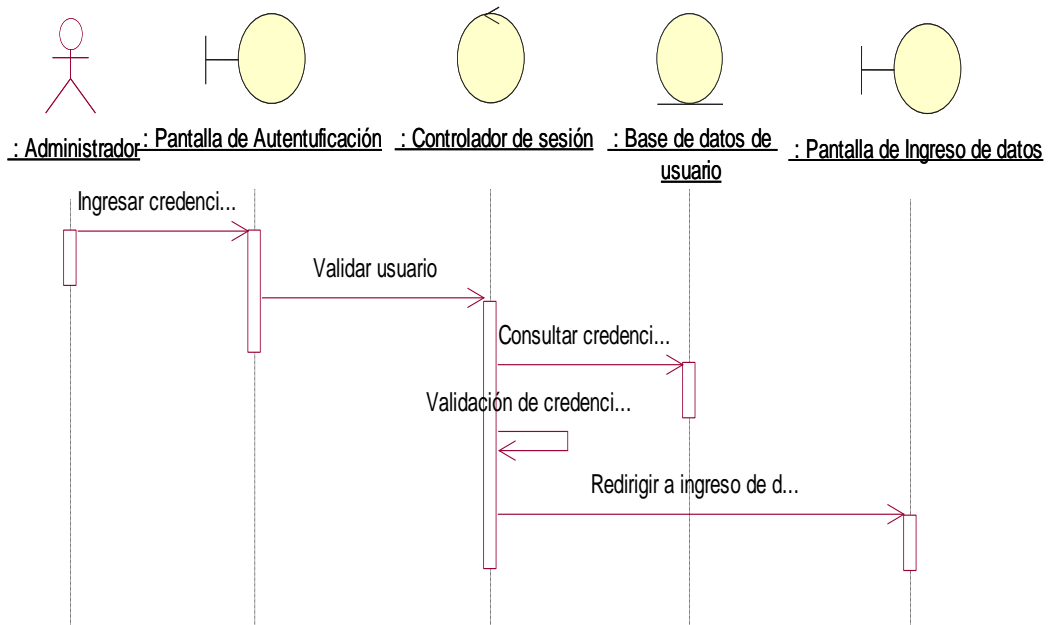 : Administrador
: Pantalla de Autentuficación
: Controlador de sesión
: Base de datos de
usuario
: Pantalla de Ingreso de datos
Ingresar credenci...
Validar usuario
Consultar credenci...
Validación de credenci...
Redirigir a ingreso de d...